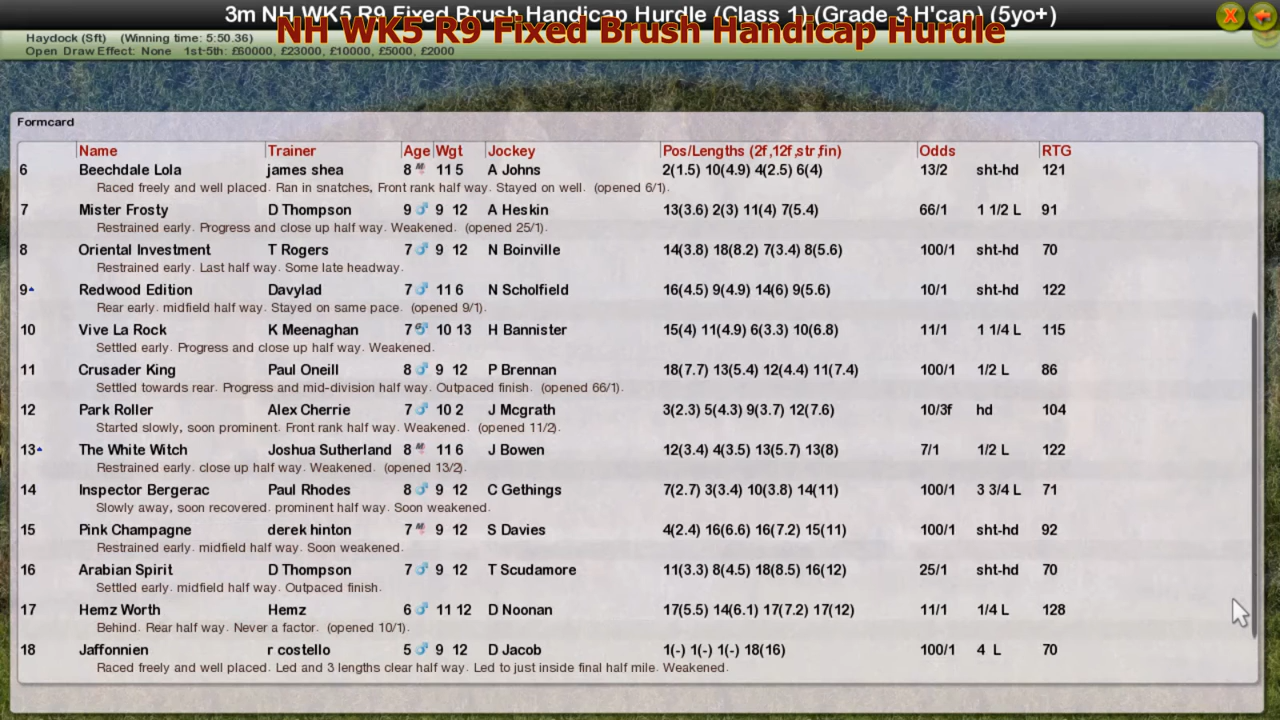 3m NH WK5 R9 Fixed Brush Handicap Hurdle (Class 1) (Grade 3 H'cap) (5yo+)
NH WK5 R9 Fixed Brush Handicap Hurdle
Haydock (Sft) (Winning time: 5:50.36)
Open Draw Effect: None 1st-5th: £60000, £23000, £10000, £5000, £2000
Formcard
Name Trainer Age Wgt Jockey Pos/Lengths (2f,12f,str,fin) Odds RTG
6 Beechdale Lola james shea 8 11 5 A Johns 2(1.5) 10(4.9) 4(2.5) 6(4) 13/2 sht-hd 121
Raced freely and well placed. Ran in snatches, Front rank half way. Stayed on well. (opened 6/1).
7 Mister Frosty D Thompson 9 9 12 A Heskin 13(3.6) 2(3) 11(4) 7(5.4) 66/1 1 1/2 L 91
Restrained early. Progress and close up half way. Weakened. (opened 25/1).
8 Oriental Investment T Rogers 7 9 12 N Boinville 14(3.8) 18(8.2) 7(3.4) 8(5.6) 100/1 sht-hd 70
Restrained early. Last half way. Some late headway.
9 Redwood Edition Davylad 7 11 6 N Scholfield 16(4.5) 9(4.9) 14(6) 9(5.6) 10/1 sht-hd 122
Rear early. midfield half way. Stayed on same pace. (opened 9/1).
10 Vive La Rock K Meenaghan 7 10 13 H Bannister 15(4) 11(4.9) 6(3.3) 10(6.8) 11/1 1 1/4 L 115
Settled early. Progress and close up half way. Weakened.
11 Crusader King Paul Oneill 8 9 12 P Brennan 18(7.7) 13(5.4) 12(4.4) 11(7.4) 100/1 1/2 L 86
Settled towards rear. Progress and mid-division half way. Outpaced finish. (opened 66/1).
12 Park Roller Alex Cherrie 7 10 2 J Mcgrath 3(2.3) 5(4.3) 9(3.7) 12(7.6) 10/3f hd 104
Started slowly, soon prominent. Front rank half way. Weakened. (opened 11/2).
13 The White Witch Joshua Sutherland 8 11 6 J Bowen 12(3.4) 4(3.5) 13(5.7) 13(8) 7/1 1/2 L 122
Restrained early. close up half way. Weakened. (opened 13/2).
14 Inspector Bergerac Paul Rhodes 8 9 12 C Gethings 7(2.7) 3(3.4) 10(3.8) 14(11) 100/1 3 3/4 L 71
Slowly away, soon recovered. prominent half way. Soon weakened.
15 Pink Champagne derek hinton 7 9 12 S Davies 4(2.4) 16(6.6) 16(7.2) 15(11) 100/1 sht-hd 92
Restrained early. midfield half way. Soon weakened.
16 Arabian Spirit D Thompson 7 9 12 T Scudamore 11(3.3) 8(4.5) 18(8.5) 16(12) 25/1 sht-hd 70
Settled early. midfield half way. Outpaced finish.
17 Hemz Worth Hemz 6 11 12 D Noonan 17(5.5) 14(6.1) 17(7.2) 17(12) 11/1 1/4 L 128
Behind. Rear half way. Never a factor. (opened 10/1).
18 Jaffonnien r costello 5 9 12 D Jacob 1(-) 1(-) 1(-) 18(16) 100/1 4 L 70
Raced freely and well placed. Led and 3 lengths clear half way. Led to just inside final half mile. Weakened.